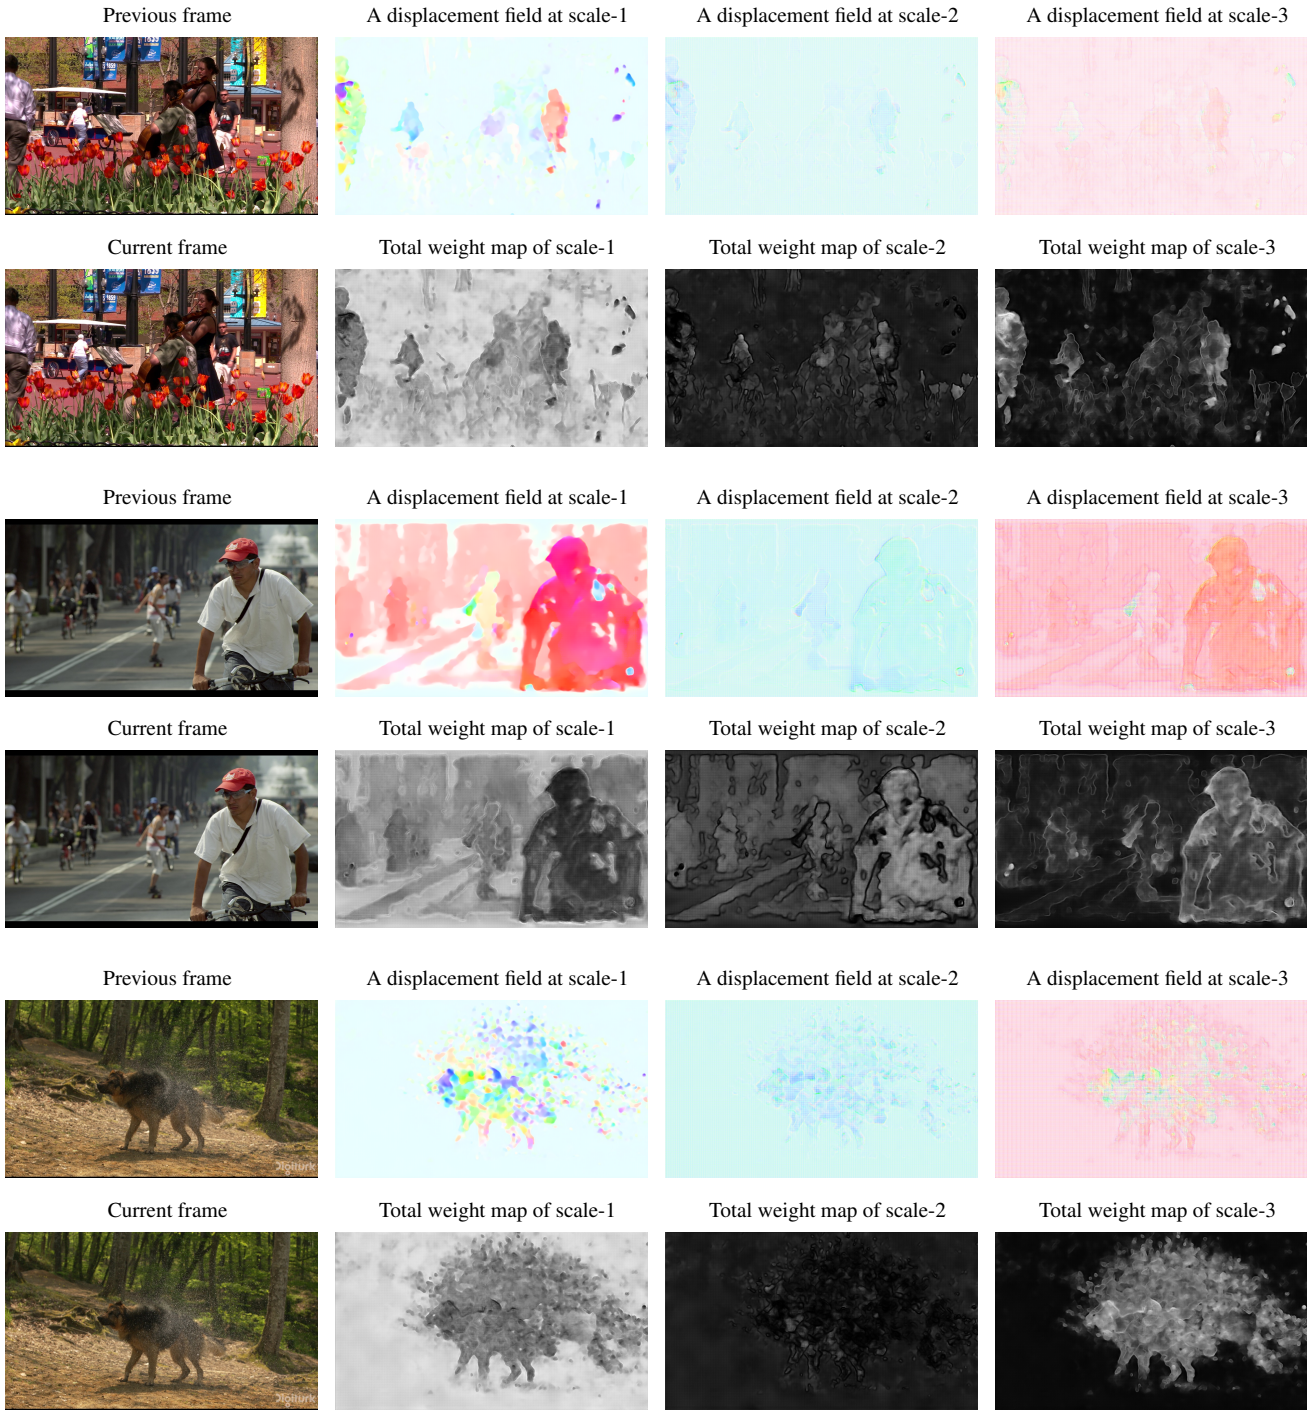 Previous frame A displacement field at scale-1 A displacement field at scale-2 A displacement field at scale-3
Current frame Total weight map of scale-1 Total weight map of scale-2 Total weight map of scale-3
Previous frame A displacement field at scale-1 A displacement field at scale-2 A displacement field at scale-3
Current frame Total weight map of scale-1 Total weight map of scale-2 Total weight map of scale-3
Previous frame A displacement field at scale-1 A displacement field at scale-2 A displacement field at scale-3
Digiturk
Current frame Total weight map of scale-1 Total weight map of scale-2 Total weight map of scale-3
Digiturk